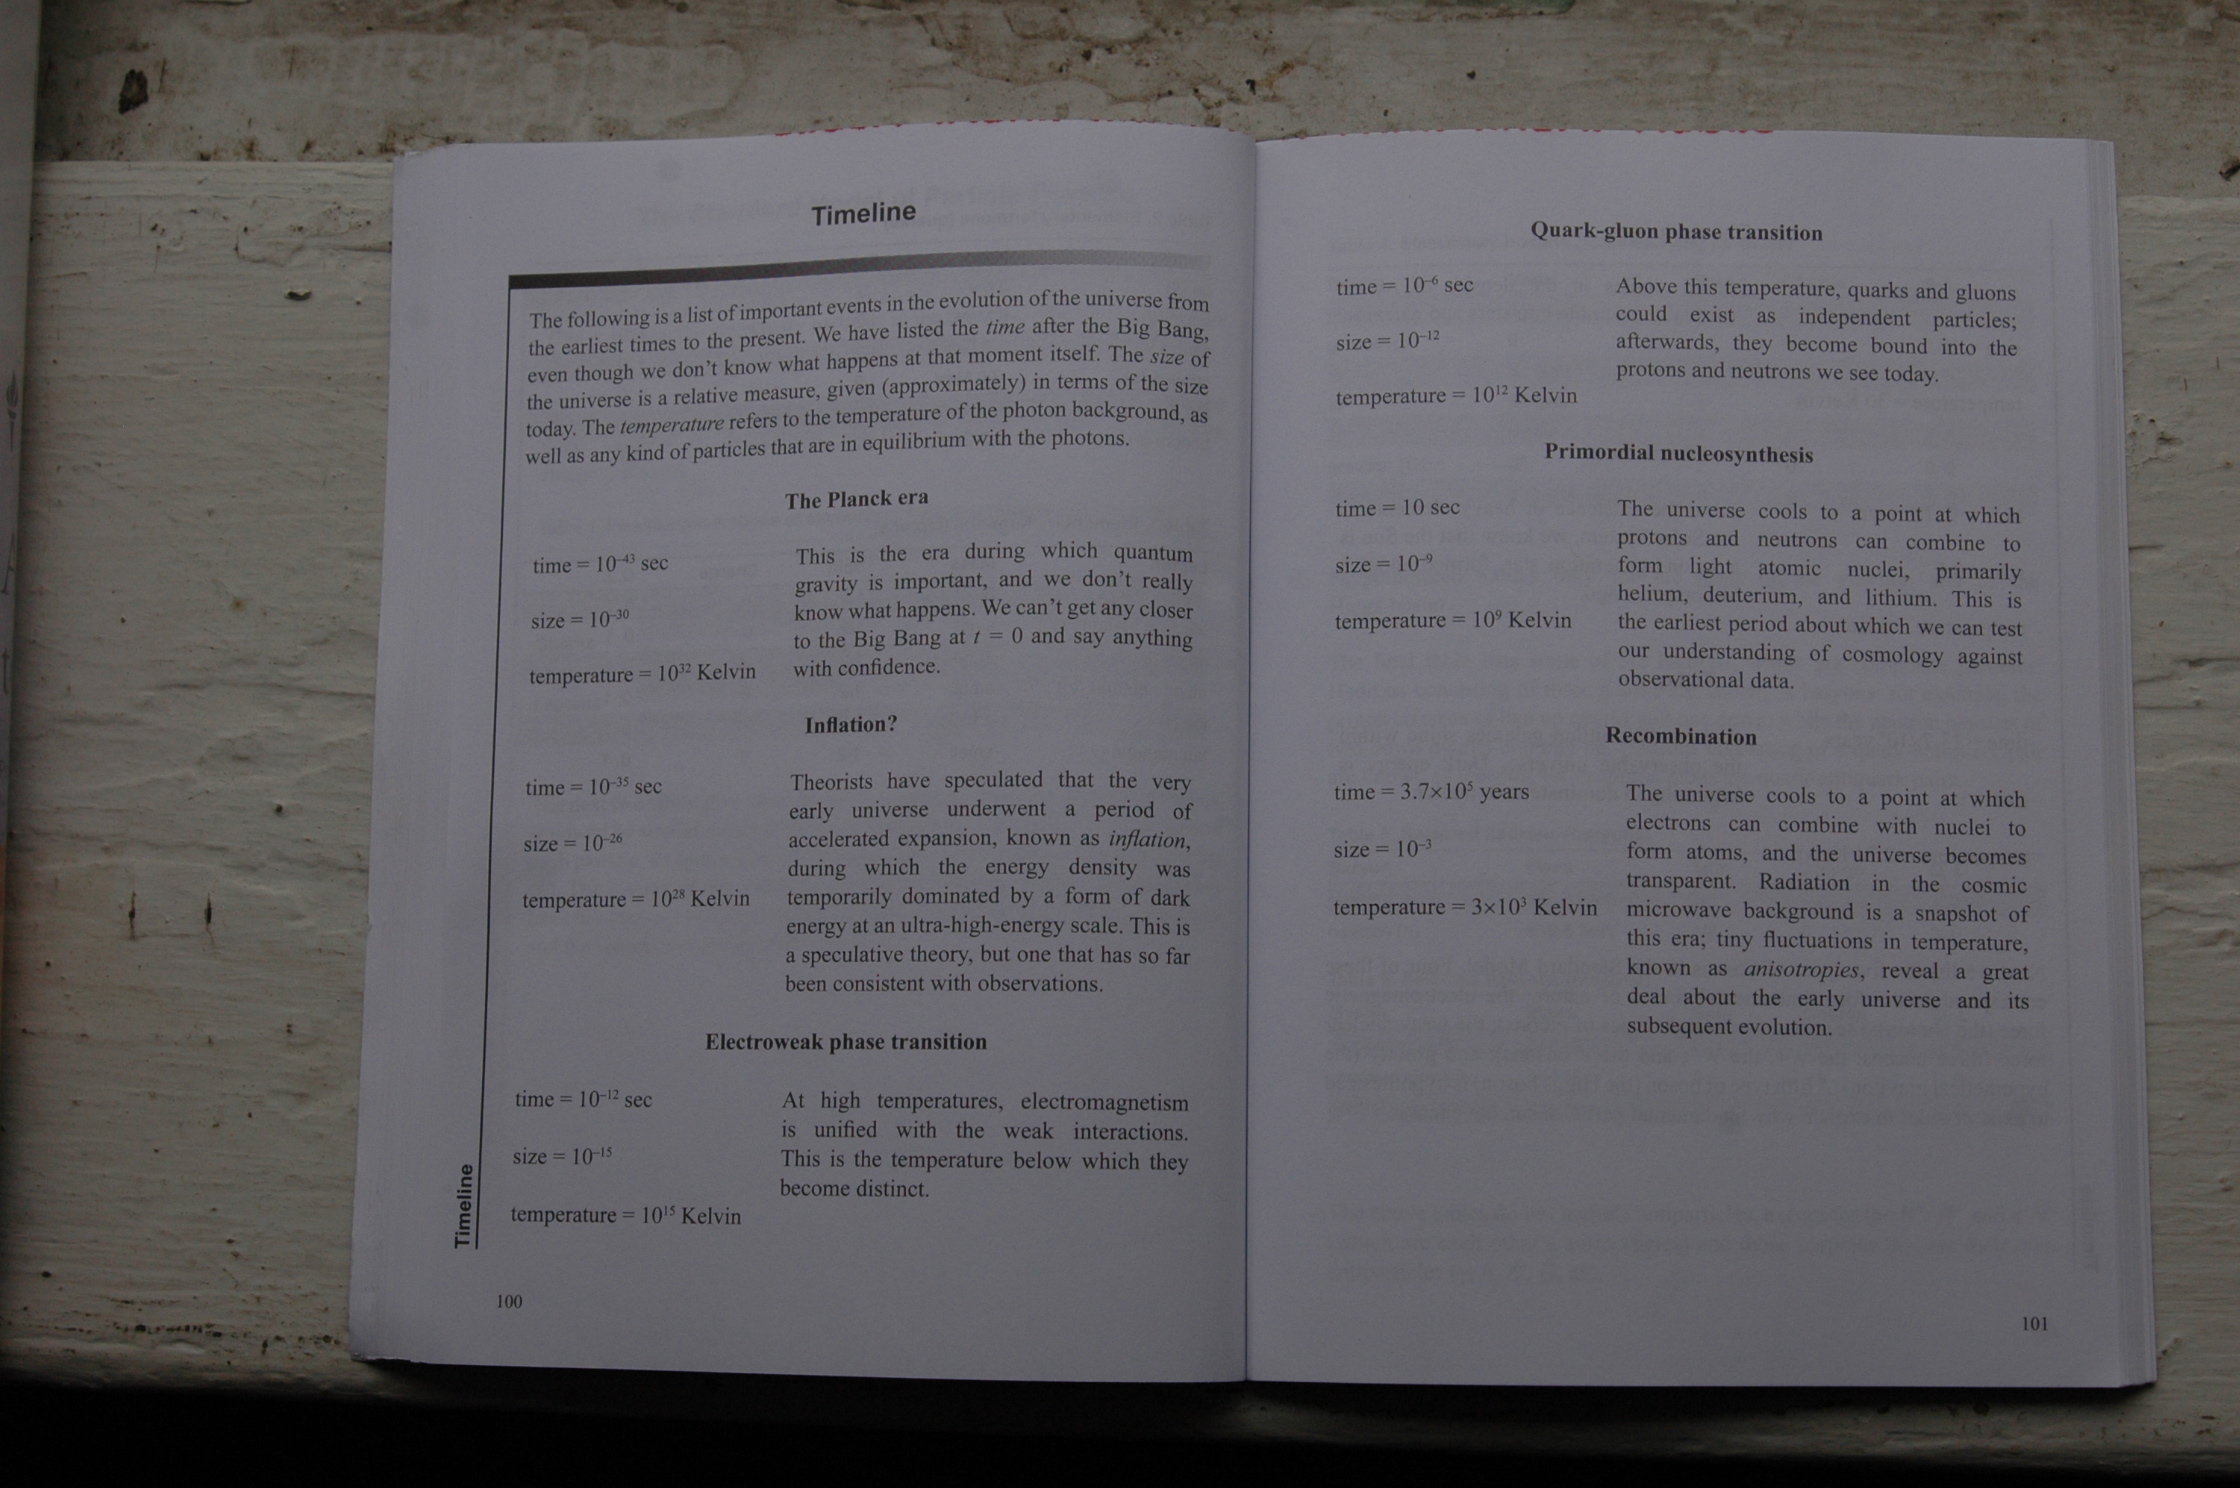 Timeline
The following is a list of important events in the evolution of the universe from
the earliest times to the present. We have listed the time after the Big Bang,
even though we don’t know what happens at that moment itself. The size of
the universe is a relative measure, given (approximately) in terms of the size
today. The temperature refers to the temperature of the photon background, as
well as any kind of particles that are in equilibrium with the photons.
The Planck era
time = 10⁻⁴³ sec
size = 10⁻³⁰
temperature = 10³² Kelvin
This is the era during which quantum
gravity is important, and we don’t really
know what happens. We can’t get any closer
to the Big Bang at t = 0 and say anything
with confidence.
Inflation?
time = 10⁻³⁵ sec
size = 10⁻²⁶
temperature = 10²⁸ Kelvin
Theorists have speculated that the very
early universe underwent a period of
accelerated expansion, known as inflation,
during which the energy density was
temporarily dominated by a form of dark
energy at an ultra-high-energy scale. This is
a speculative theory, but one that has so far
been consistent with observations.
Electroweak phase transition
time = 10⁻¹² sec
size = 10⁻¹⁵
temperature = 10¹⁵ Kelvin
At high temperatures, electromagnetism
is unified with the weak interactions.
This is the temperature below which they
become distinct.
Timeline
100
Quark-gluon phase transition
time = 10⁻⁶ sec
size = 10⁻¹²
temperature = 10¹² Kelvin
Above this temperature, quarks and gluons
could exist as independent particles;
afterwards, they become bound into the
protons and neutrons we see today.
Primordial nucleosynthesis
time = 10 sec
size = 10⁻⁹
temperature = 10⁹ Kelvin
The universe cools to a point at which
protons and neutrons can combine to
form light atomic nuclei, primarily
helium, deuterium, and lithium. This is
the earliest period about which we can test
our understanding of cosmology against
observational data.
Recombination
time = 3.7×10⁵ years
size = 10⁻³
temperature = 3×10³ Kelvin
The universe cools to a point at which
electrons can combine with nuclei to
form atoms, and the universe becomes
transparent. Radiation in the cosmic
microwave background is a snapshot of
this era; tiny fluctuations in temperature,
known as anisotropies, reveal a great
deal about the early universe and its
subsequent evolution.
101